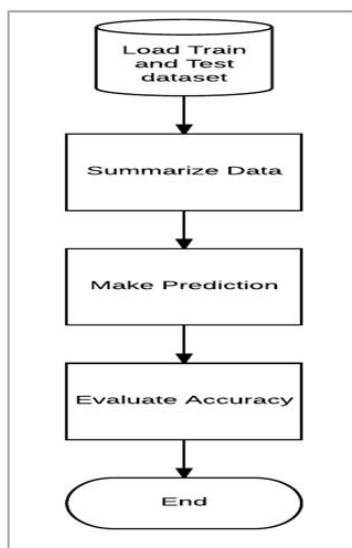 Load Train
and Test
dataset
Summarize Data
Make Prediction
Evaluate Accuracy
End